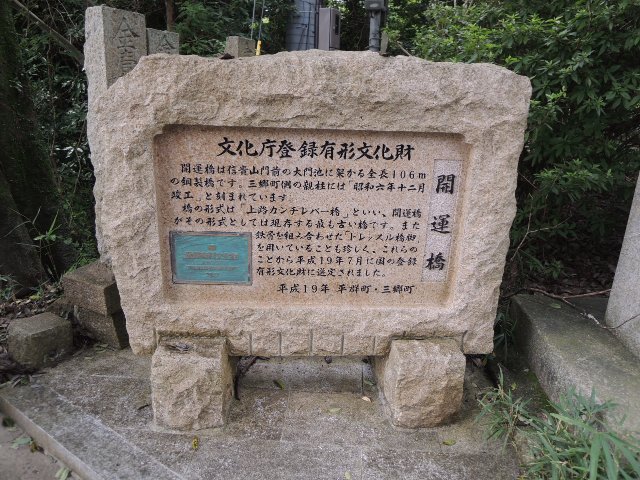 文化庁登録有形文化財
開運橋
開運橋は信貴山門前の大門池に架かる全長106m
の鋼製橋です。三郷町側の親柱には「昭和六年十二月
竣工」と刻まれています。
橋の形式は「上路カンチレバー橋」といい、開運橋
がその形式としては現存する最も古い橋です。また
鉄骨を組み合わせた「トレッスル橋脚」
を用いていることも珍しく、これらの
ことから平成19年7月に国の登録
有形文化財に選定されました。
平成19年 平群町・三郷町